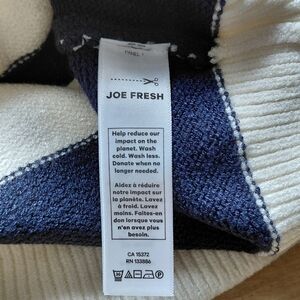 JOE FRESH
Help reduce our
impact on the
planet. Wash
cold. Wash less.
Donate when no
longer needed.
Aidez à réduire
notre impact sur
la planète. Lavez
à froid. Lavez
moins. Faites-en
don lorsque vous
n'en avez plus
besoin.
CA 15372
RN 133886